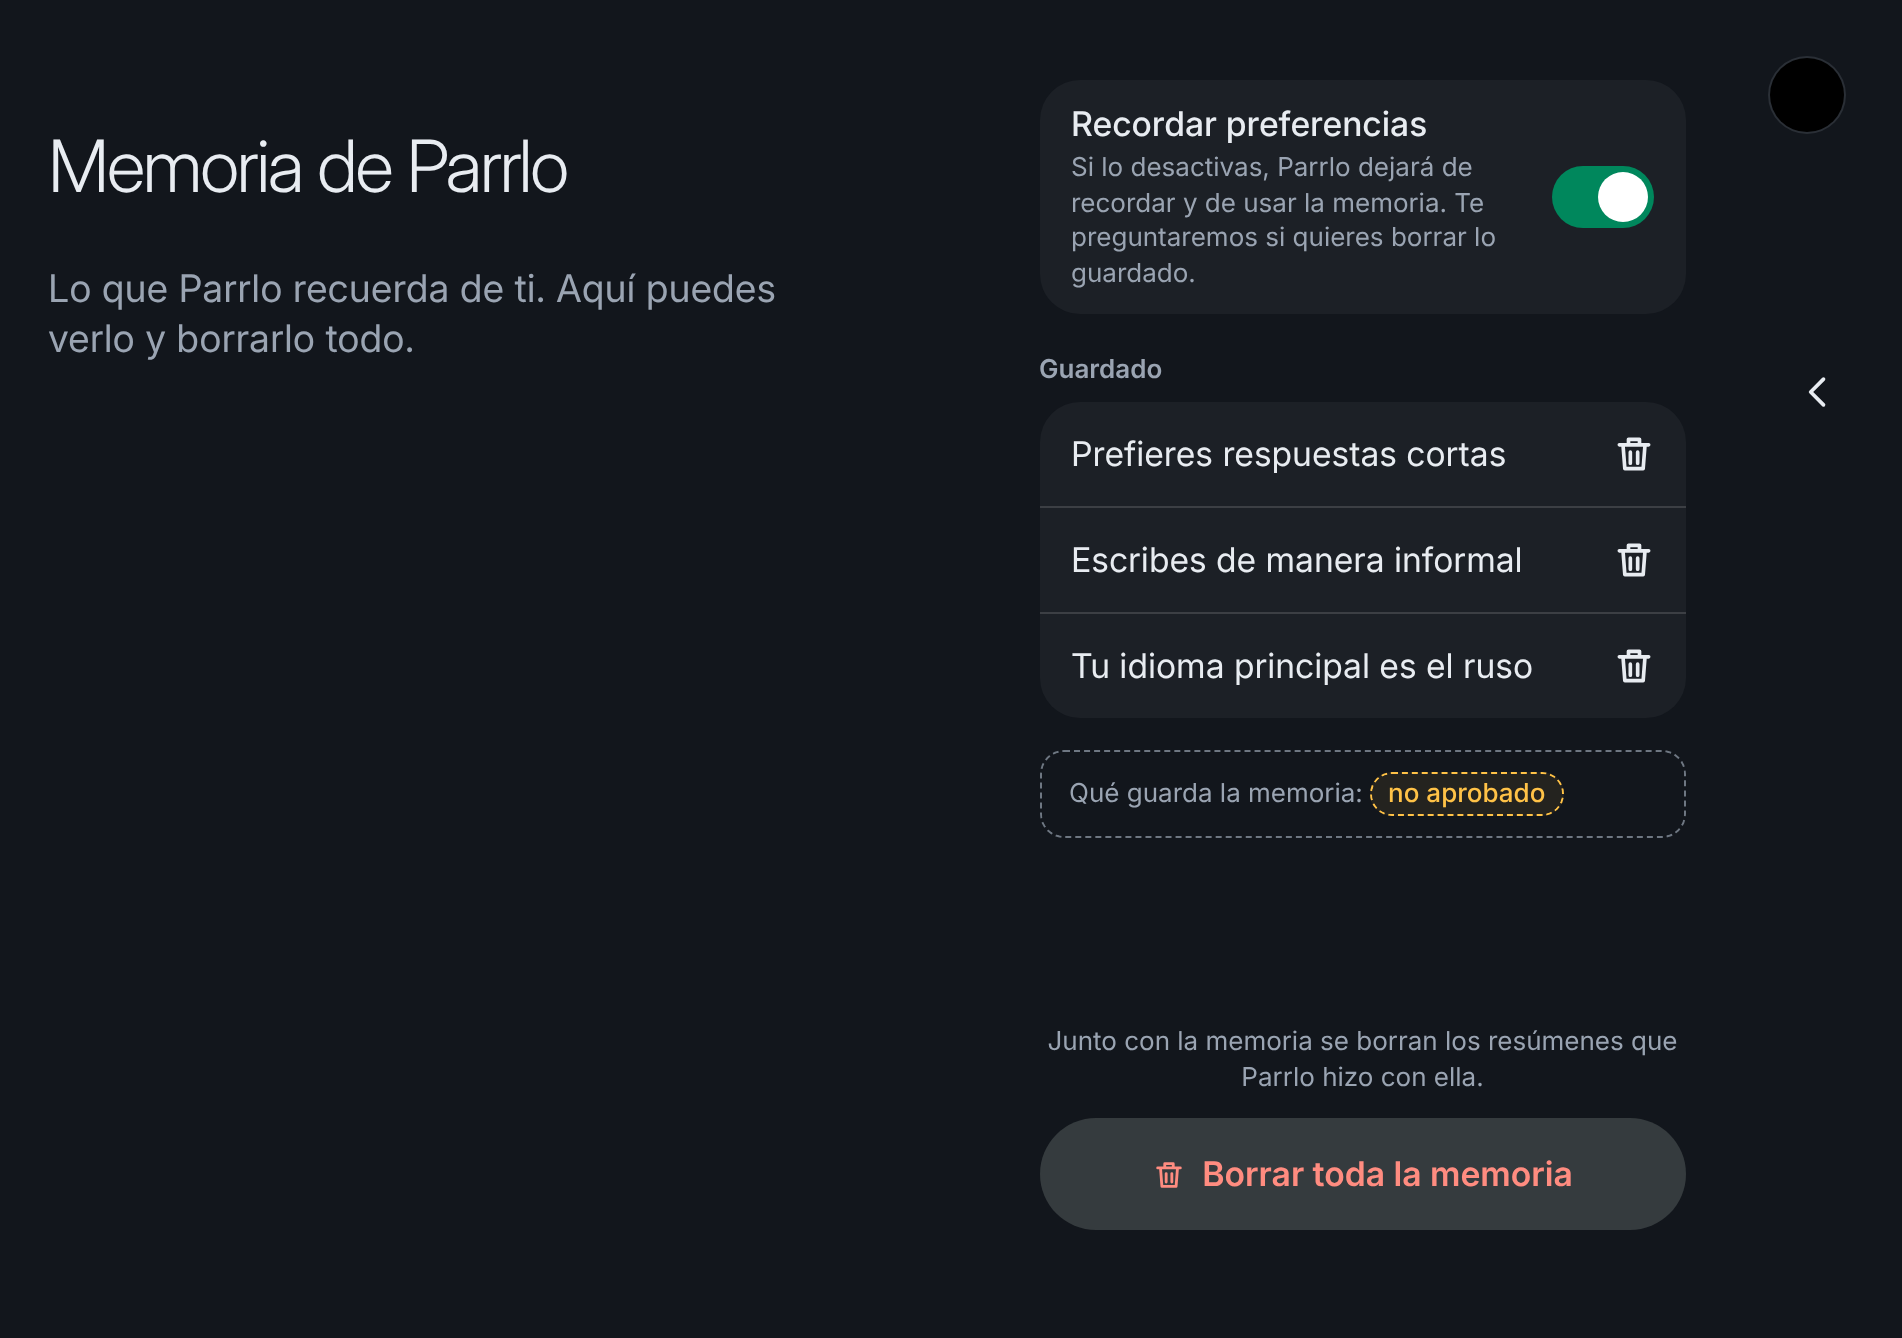 Memoria de Parrlo
Lo que Parrlo recuerda de ti. Aquí puedes
verlo y borrarlo todo.
Recordar preferencias
Si lo desactivas, Parrlo dejará de
recordar y de usar la memoria. Te
preguntaremos si quieres borrar lo
guardado.
Guardado
Prefieres respuestas cortas
Escribes de manera informal
Tu idioma principal es el ruso
Qué guarda la memoria: no aprobado
Junto con la memoria se borran los resúmenes que
Parrlo hizo con ella.
Borrar toda la memoria